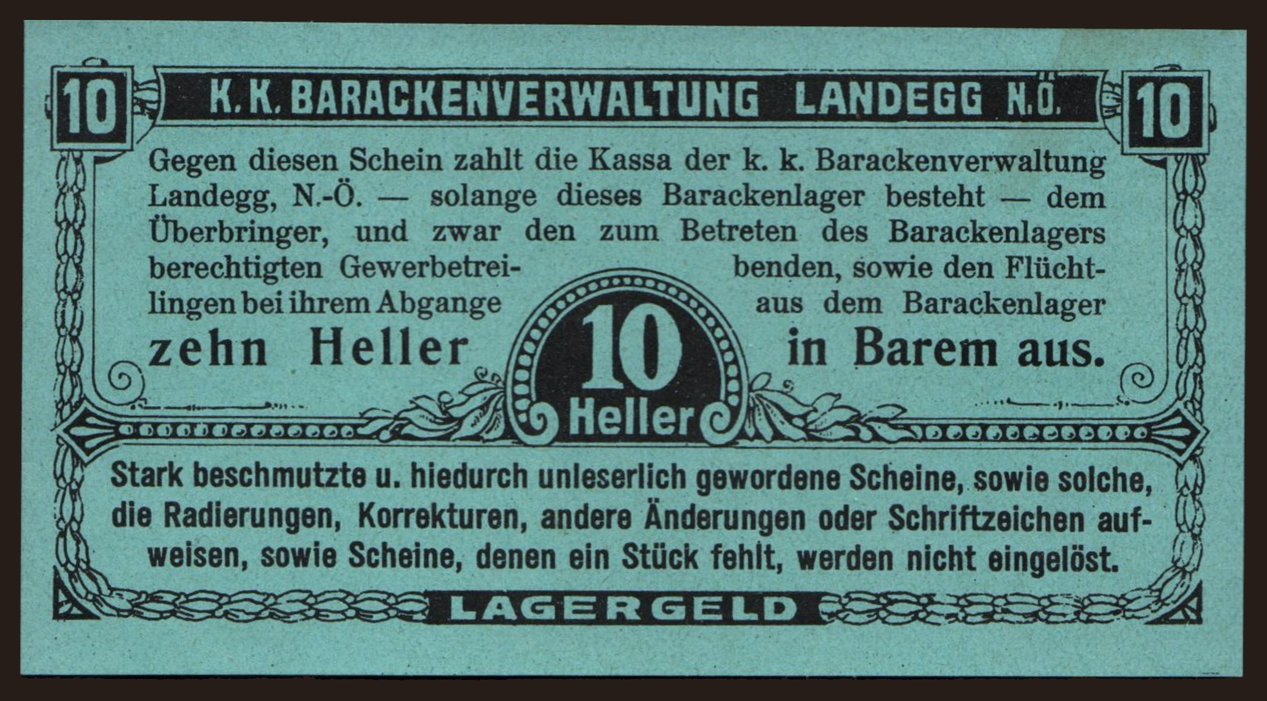 10 K. K. BARACKENVERWALTUNG LANDEGG N.Ö. 10
Gegen diesen Schein zahlt die Kassa der k. k. Barackenverwaltung
Landegg, N.-Ö. — solange dieses Barackenlager besteht — dem
Überbringer, und zwar den zum Betreten des Barackenlagers
berechtigten Gewerbetrei- benden, sowie den Flücht-
lingen bei ihrem Abgange aus dem Barackenlager
zehn Heller 10 in Barem aus.
Heller
Stark beschmutzte u. hiedurch unleserlich gewordene Scheine, sowie solche,
die Radierungen, Korrekturen, andere Änderungen oder Schriftzeichen auf-
weisen, sowie Scheine, denen ein Stück fehlt, werden nicht eingelöst.
LAGERGELD